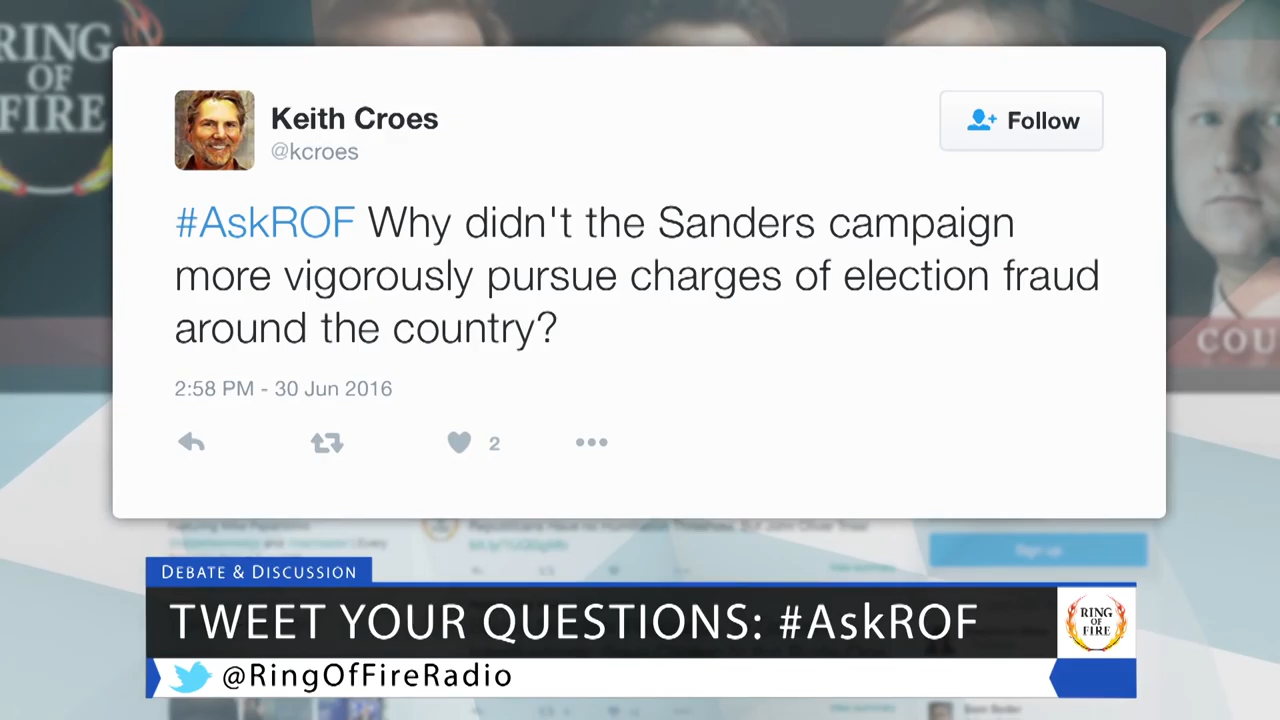 RING
OF
FIRE
Keith Croes
@kcroes
Follow
#AskROF Why didn't the Sanders campaign
more vigorously pursue charges of election fraud
around the country?
2:58 PM - 30 Jun 2016
2
COU
Sign up
DEBATE & DISCUSSION
TWEET YOUR QUESTIONS: #AskROF
RING
OF
FIRE
@RingOfFireRadio